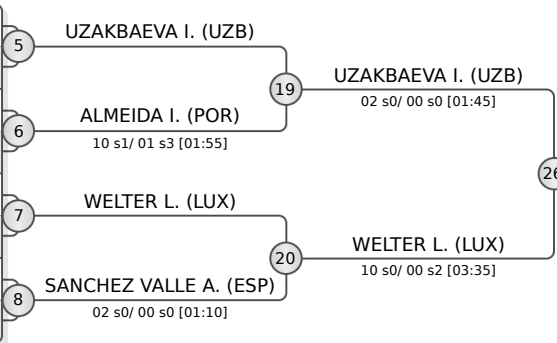 5
UZAKBAEVA I. (UZB)
19
UZAKBAEVA I. (UZB)
02 s0/ 00 s0 [01:45]
6
ALMEIDA I. (POR)
10 s1/ 01 s3 [01:55]
26
7
WELTER L. (LUX)
20
WELTER L. (LUX)
10 s0/ 00 s2 [03:35]
8
SANCHEZ VALLE A. (ESP)
02 s0/ 00 s0 [01:10]